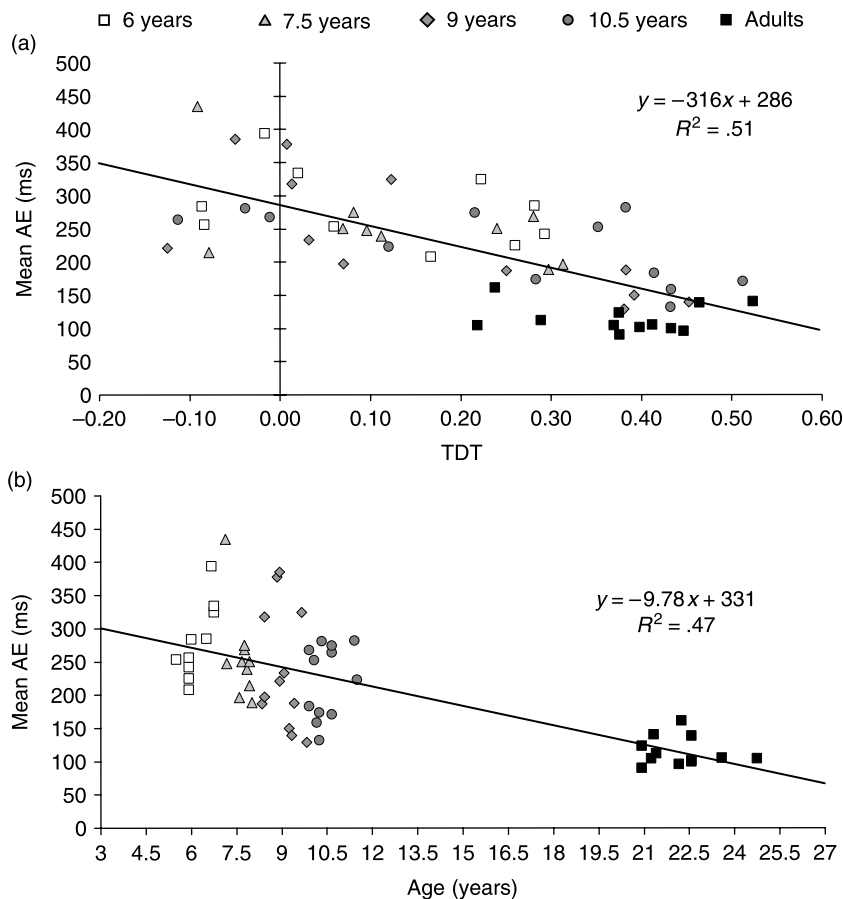 6 years 7.5 years 9 years 10.5 years Adults
(a)
500
450
400
350
300
250
200
150
100
50
0
Mean AE (ms)
y = −316x + 286
R² = .51
−0.20 −0.10 0.00 0.10 0.20 0.30 0.40 0.50 0.60
TDT
(b)
500
450
400
350
300
250
200
150
100
50
0
Mean AE (ms)
y = −9.78x + 331
R² = .47
3 4.5 6 7.5 9 10.5 12 13.5 15 16.5 18 19.5 21 22.5 24 25.5 27
Age (years)